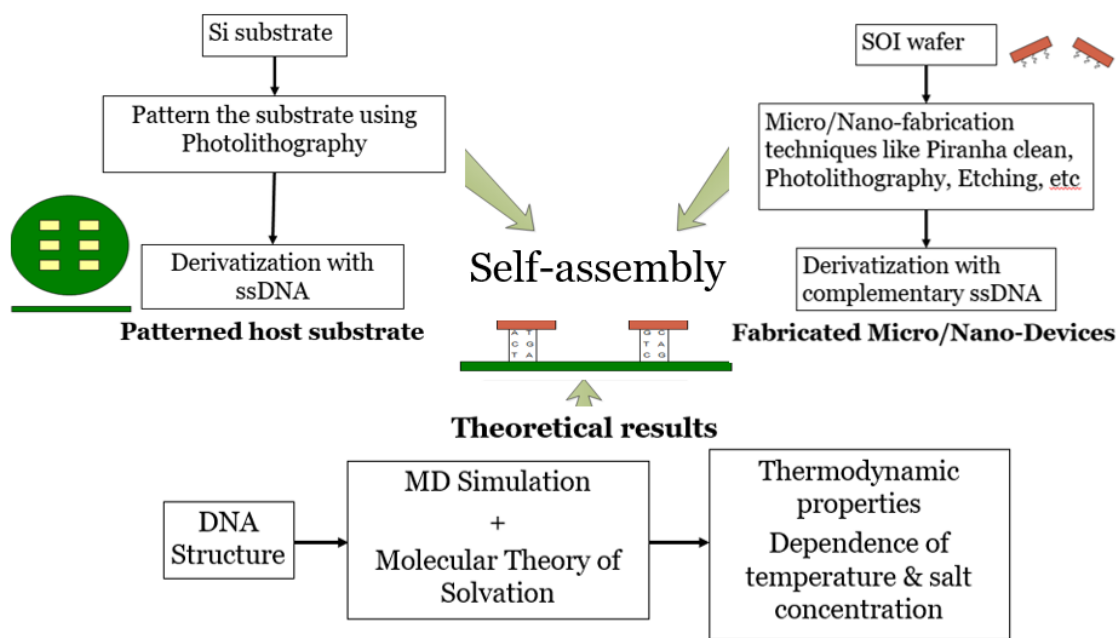 Si substrate
Pattern the substrate using
Photolithography
Derivatization with
ssDNA
Patterned host substrate
SOI wafer
Micro/Nano-fabrication
techniques like Piranha clean,
Photolithography, Etching, etc
Derivatization with
complementary ssDNA
Fabricated Micro/Nano-Devices
Self-assembly
A T
C G
T A
G C
T A
C G
Theoretical results
DNA
Structure
MD Simulation
+
Molecular Theory of
Solvation
Thermodynamic
properties
Dependence of
temperature & salt
concentration